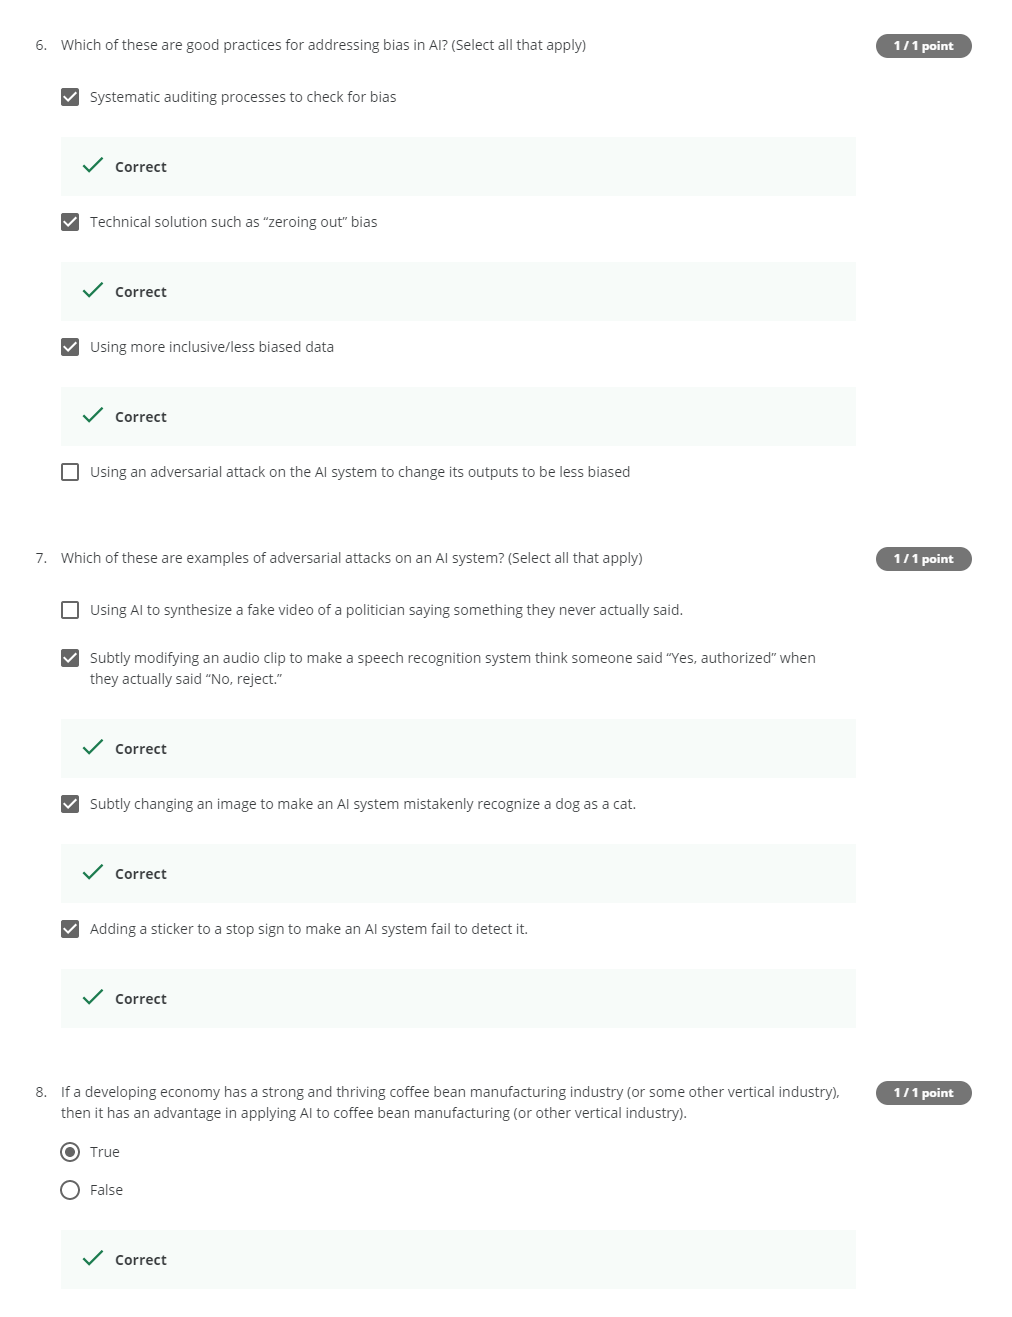 6. Which of these are good practices for addressing bias in AI? (Select all that apply)
1 / 1 point
Systematic auditing processes to check for bias
Correct
Technical solution such as “zeroing out” bias
Correct
Using more inclusive/less biased data
Correct
Using an adversarial attack on the AI system to change its outputs to be less biased
7. Which of these are examples of adversarial attacks on an AI system? (Select all that apply)
1 / 1 point
Using AI to synthesize a fake video of a politician saying something they never actually said.
Subtly modifying an audio clip to make a speech recognition system think someone said “Yes, authorized” when
they actually said “No, reject.”
Correct
Subtly changing an image to make an AI system mistakenly recognize a dog as a cat.
Correct
Adding a sticker to a stop sign to make an AI system fail to detect it.
Correct
8. If a developing economy has a strong and thriving coffee bean manufacturing industry (or some other vertical industry),
1 / 1 point
then it has an advantage in applying AI to coffee bean manufacturing (or other vertical industry).
True
False
Correct